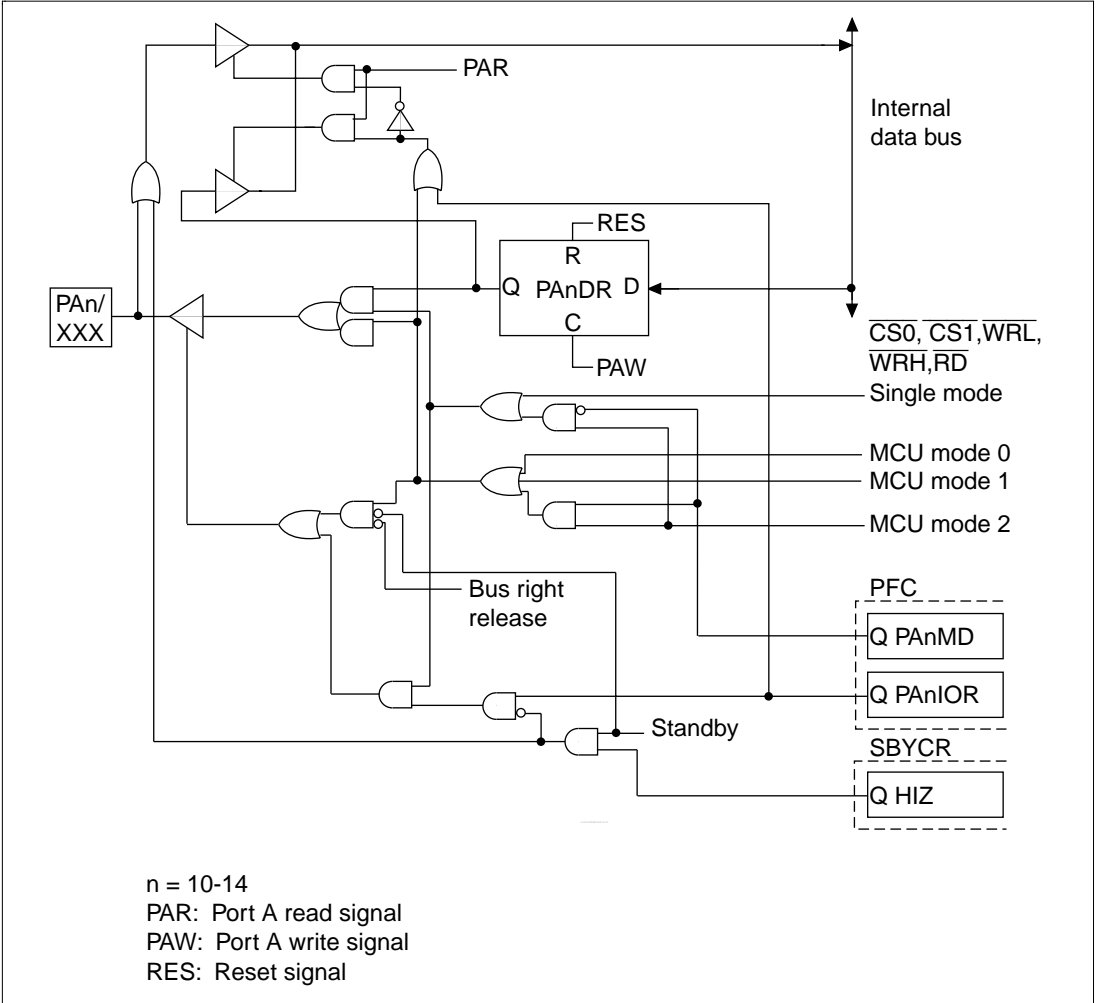 PAR
Internal
data bus
RES
R
Q PAnDR D
C
PAn/
XXX
PAW
CS0, CS1,WRL,
WRH,RD
Single mode
MCU mode 0
MCU mode 1
MCU mode 2
Bus right
release
PFC
Q PAnMD
Q PAnIOR
Standby
SBYCR
Q HIZ
n = 10-14
PAR: Port A read signal
PAW: Port A write signal
RES: Reset signal